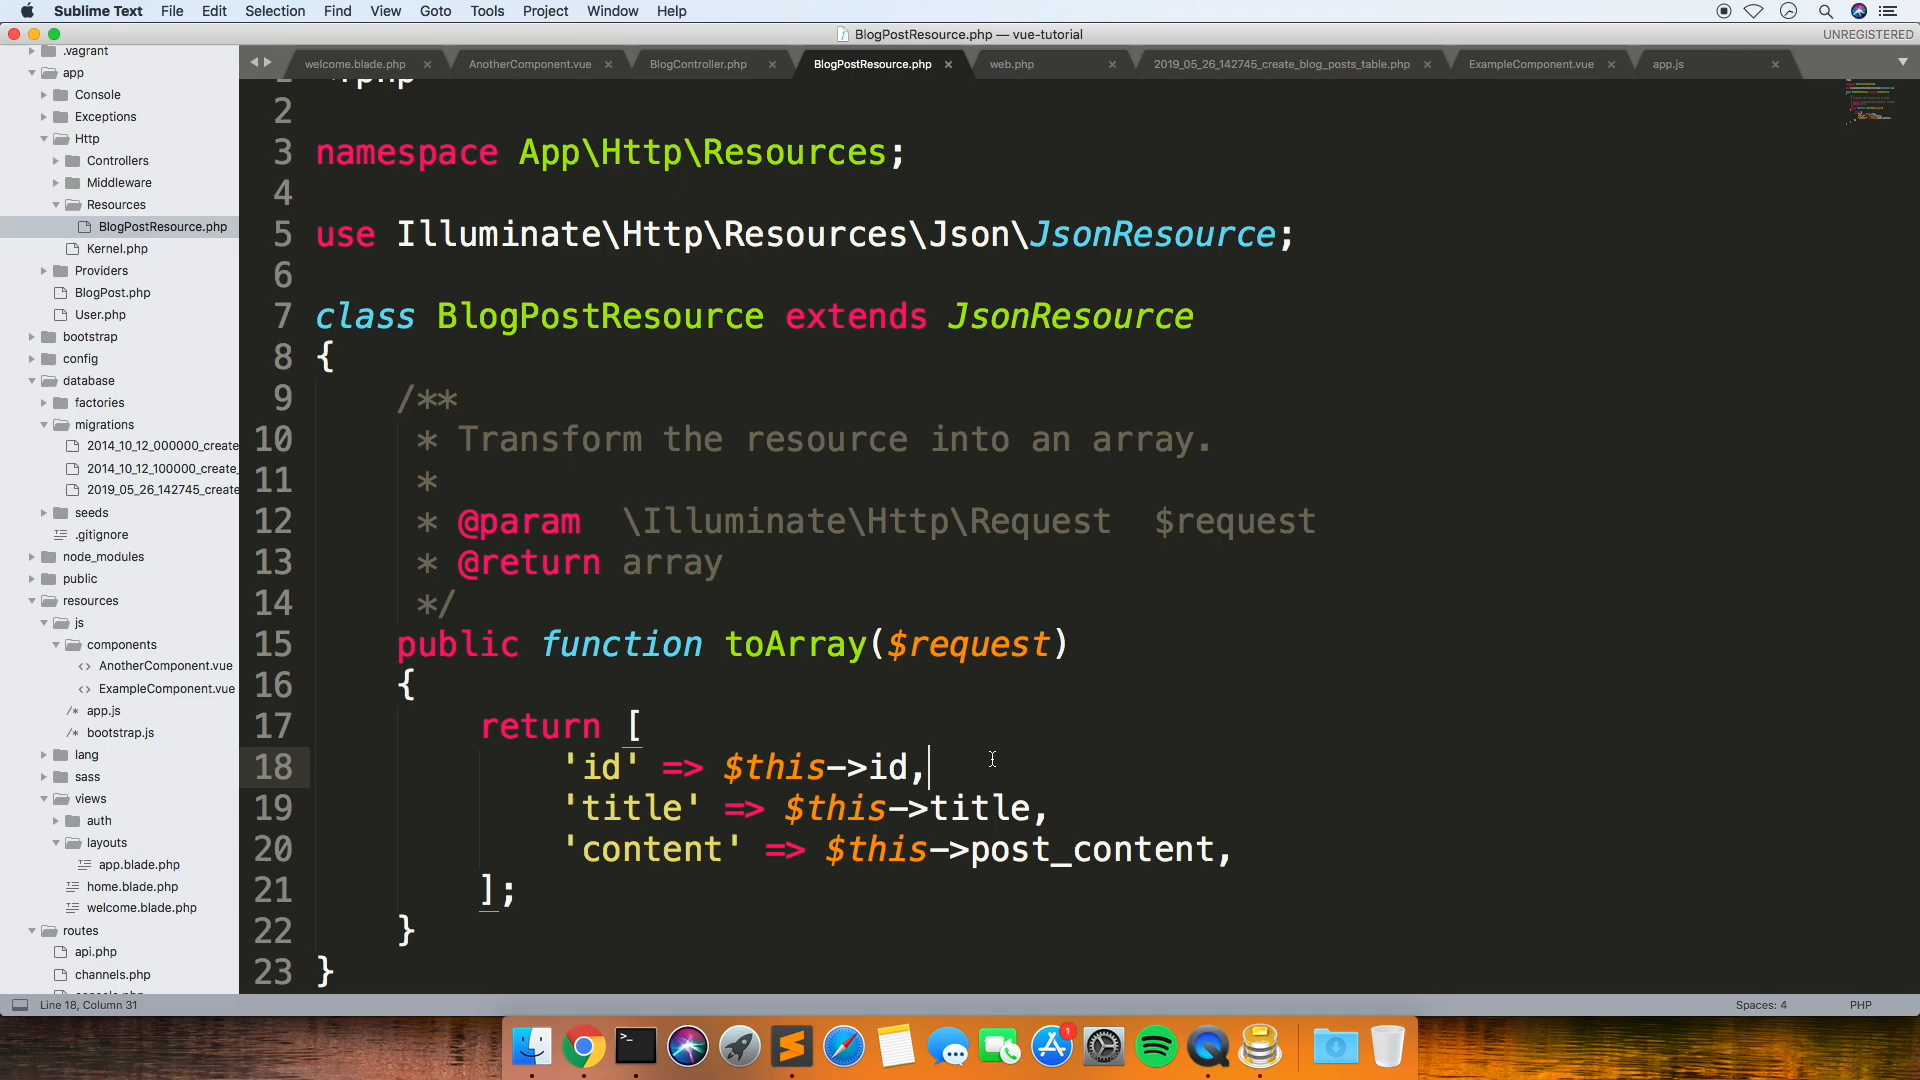 Sublime Text File Edit Selection Find View Goto Tools Project Window Help
BlogPostResource.php — vue-tutorial
UNREGISTERED
welcome.blade.php AnotherComponent.vue BlogController.php BlogPostResource.php web.php 2019_05_26_142745_create_blog_posts_table.php ExampleComponent.vue app.js
.vagrant
app
Console
Exceptions
Http
Controllers
Middleware
Resources
BlogPostResource.php
Kernel.php
Providers
BlogPost.php
User.php
bootstrap
config
database
factories
migrations
2014_10_12_000000_create
2014_10_12_100000_create_
2019_05_26_142745_create
seeds
.gitignore
node_modules
public
resources
js
components
AnotherComponent.vue
ExampleComponent.vue
app.js
bootstrap.js
lang
sass
views
auth
layouts
app.blade.php
home.blade.php
welcome.blade.php
routes
api.php
channels.php
2
3 namespace App\Http\Resources;
4
5 use Illuminate\Http\Resources\Json\JsonResource;
6
7 class BlogPostResource extends JsonResource
8 {
9 /**
10 * Transform the resource into an array.
11 *
12 * @param \Illuminate\Http\Request $request
13 * @return array
14 */
15 public function toArray($request)
16 {
17 return [
18 'id' => $this->id,
19 'title' => $this->title,
20 'content' => $this->post_content,
21 ];
22 }
23 }
Line 18, Column 31
Spaces: 4 PHP
1